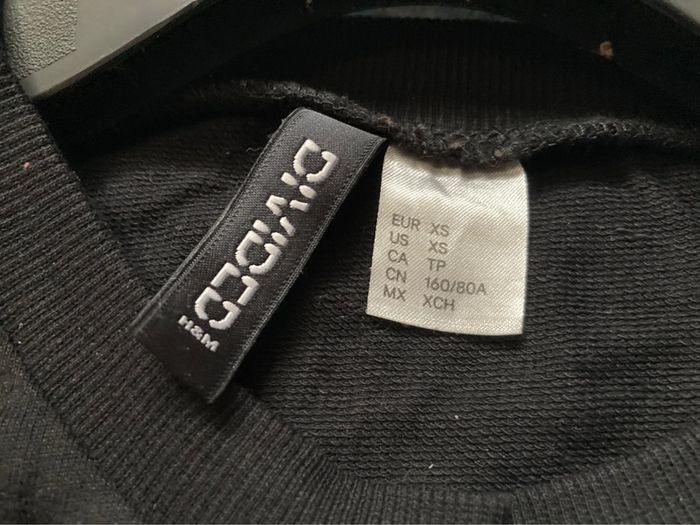 DIVIDED
H&M
EUR XS
US XS
CA TP
CN 160/80A
MX XCH